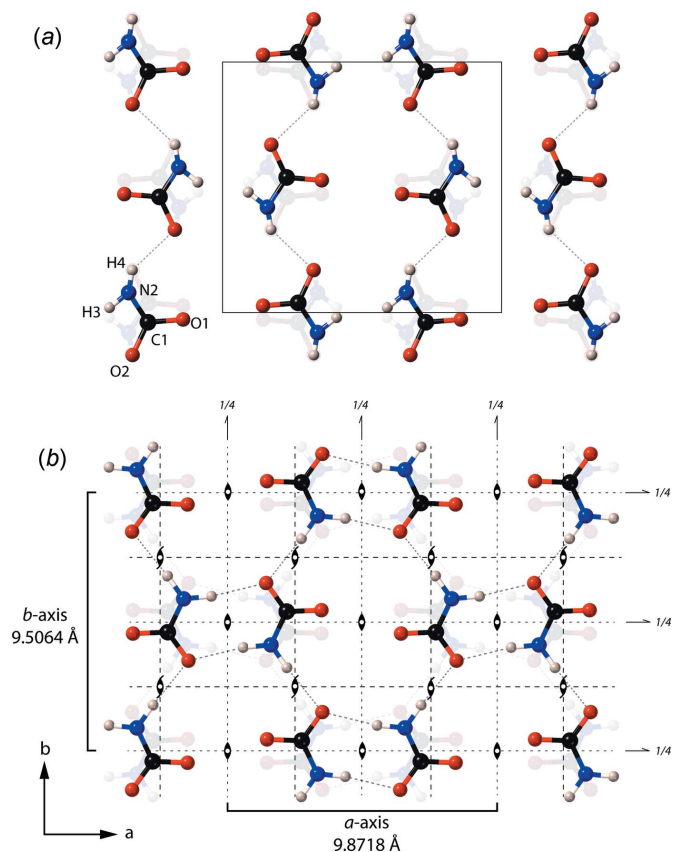 (a)
H4
N2
H3
O1
C1
O2
1/4 1/4 1/4
(b)
1/4
b-axis
9.5064 Å
1/4
b
1/4
a
a-axis
9.8718 Å